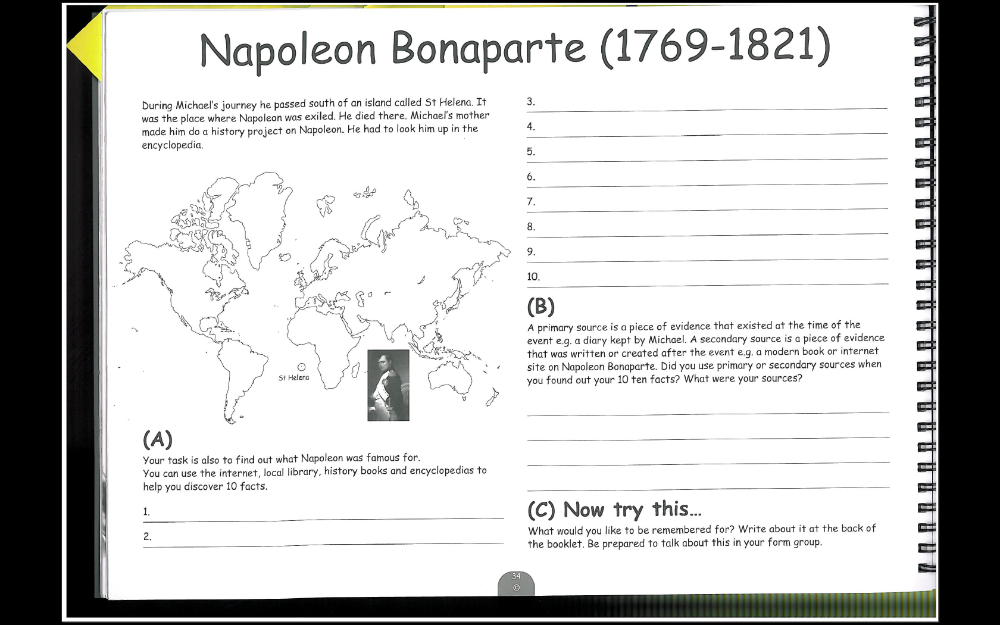 Napoleon Bonaparte (1769-1821)
During Michael's journey he passed south of an island called St Helena. It
was the place where Napoleon was exiled. He died there. Michael's mother
made him do a history project on Napoleon. He had to look him up in the
encyclopedia.
St Helena
(A)
Your task is also to find out what Napoleon was famous for.
You can use the internet, local library, history books and encyclopedias to
help you discover 10 facts.
1.
2.
3.
4.
5.
6.
7.
8.
9.
10.
(B)
A primary source is a piece of evidence that existed at the time of the
event e.g. a diary kept by Michael. A secondary source is a piece of evidence
that was written or created after the event e.g. a modern book or internet
site on Napoleon Bonaparte. Did you use primary or secondary sources when
you found out your 10 ten facts? What were your sources?
(C) Now try this...
What would you like to be remembered for? Write about it at the back of
the booklet. Be prepared to talk about this in your form group.
34
©